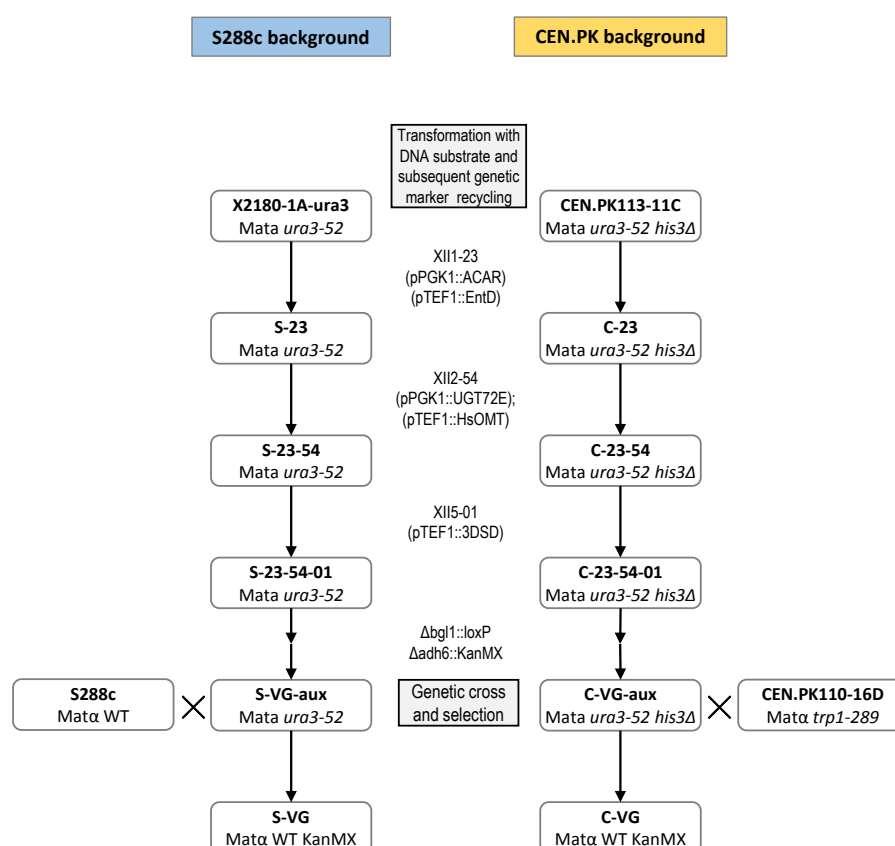 S288c background
CEN.PK background
Transformation with
DNA substrate and
subsequent genetic
marker recycling
X2180-1A-ura3
Mata ura3-52
CEN.PK113-11C
Mata ura3-52 his3Δ
XII1-23
(pPGK1::ACAR)
(pTEF1::EntD)
S-23
Mata ura3-52
C-23
Mata ura3-52 his3Δ
XII2-54
(pPGK1::UGT72E);
(pTEF1::HsOMT)
S-23-54
Mata ura3-52
C-23-54
Mata ura3-52 his3Δ
XII5-01
(pTEF1::3DSD)
S-23-54-01
Mata ura3-52
C-23-54-01
Mata ura3-52 his3Δ
Δbgl1::loxP
Δadh6::KanMX
S288c
Matα WT
S-VG-aux
Mata ura3-52
Genetic cross
and selection
C-VG-aux
Mata ura3-52 his3Δ
CEN.PK110-16D
Matα trp1-289
S-VG
Matα WT KanMX
C-VG
Matα WT KanMX